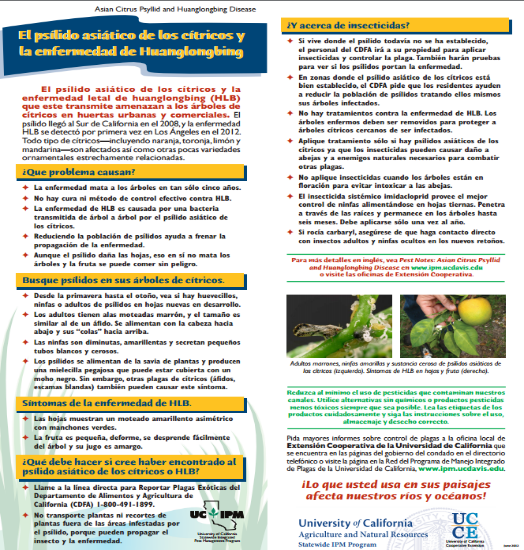 Asian Citrus Psyllid and Huanglongbing Disease
El psílido asiático de los cítricos y
la enfermedad de Huanglongbing
El psílido asiático de los cítricos y la enfermedad letal de huanglongbing (HLB)
que este transmite amenazan a los árboles de
cítricos en huertas urbanas y comerciales. El
psílido llegó al Sur de California en el 2008, y la enfermedad
HLB se detectó por primera vez en Los Ángeles en el 2012.
Todo tipo de cítricos—incluyendo naranja, toronja, limón y
mandarina—son afectados así como otras pocas variedades
ornamentales estrechamente relacionadas.
¿Que problema causan?
La enfermedad mata a los árboles en tan sólo cinco años.
No hay cura ni método de control efectivo contra HLB.
La enfermedad de HLB es causada por una bacteria
transmitida de árbol a árbor por el psílido asiático de
los cítricos.
Reduciendo la población de psílidos ayuda a frenar la
propagación de la enfermedad.
Aunque el psílido daña las hojas, eso en si no mata los
árboles y la fruta se puede comer sin peligro.
Busque psílidos en sus árboles de cítricos.
Desde la primavera hasta el otoño, vea si hay huevecillos,
ninfas o adultos de psílidos en hojas nuevas en desarrollo.
Los adultos tienen alas moteadas marrón, y el tamaño es
similar al de un áfido. Se alimentan con la cabeza hacia
abajo y sus "colas" hacia arriba.
Las ninfas son diminutas, amarillentas y secretan pequeños
tubos blancos y cerosos.
Los psílidos se alimentan de la savia de plantas y producen
una mielecilla pegajosa que puede estar cubierta con un
moho negro. Sin embargo, otras plagas de cítricos (áfidos,
escamas blandas) también pueden causar este síntoma.
Síntomas de la enfermedad de HLB.
Las hojas muestran un moteado amarillento asimétrico
con manchones verdes.
La fruta es pequeña, deforme, se desprende fácilmente
del árbol y su jugo es amargo.
¿Qué debe hacer si cree haber encontrado al
psílido asiático de los cítricos o HLB?
Llame a la línea directa para Reportar Plagas Exóticas del
Departamento de Alimentos y Agricultura de
California (CDFA) 1-800-491-1899.
No transporte plantas ni recortes de
plantas fuera de las áreas infestadas por
el psílido, porque pueden propagar el
insecto y la enfermedad.
UC IPM
University of California
Statewide Integrated
Pest Management Program
¿Y acerca de insecticidas?
Si vive donde el psílido todavía no se ha establecido,
el personal del CDFA irá a su propiedad para aplicar
insecticidas y controlar la plaga. También harán pruebas
para ver si los psílidos portan la enfermedad.
En zonas donde el psílido asiático de los cítricos está
bien establecido, el CDFA pide que los residentes ayuden
a reducir la población de psílidos tratando ellos mismos
sus árboles infectados.
No hay tratamientos contra la enfermedad de HLB. Los
árboles enfermos deben ser removidos para proteger a
árboles cítricos cercanos de ser infectados.
Aplique tratamiento sólo si hay psílidos asiáticos de los
cítricos ya que los insecticidas pueden causar daño a
abejas y a enemigos naturales necesarios para combatir
otras plagas.
No aplique insecticidas cuando los árboles están en
floración para evitar intoxicar a las abejas.
El insecticida sistémico imidacloprid provee el mejor
control de ninfas alimentándose en hojas tiernas. Penetra
a través de las raíces y permanece en los árboles hasta
seis meses. Debe aplicarse sólo una vez al año.
Si rocía carbaryl, asegúrese de que haga contacto directo
con insectos adultos y ninfas ocultos en los nuevos retoños.
Para más detalles en inglés, vea Pest Notes: Asian Citrus Psyllid
and Huanglongbing Disease en www.ipm.ucdavis.edu
o visite las oficinas de Extensión Cooperativa.
Adultos marrones, ninfas amarillas y sustancia cerosa de psílidos asiáticos de
los cítricos (izquierda). Síntomas de HLB en hojas y fruta (derecha).
Reduzca al mínimo el uso de pesticidas que contaminan nuestros
canales. Utilice alternativas sin químicos o productos pesticidas
menos tóxicos siempre que sea posible. Lea las etiquetas de los
productos cuidadosamente y siga las instrucciones sobre el uso,
almacenaje y desecho correcto.
Pida mayores informes sobre control de plagas a la oficina local de
Extensión Cooperativa de la Universidad de California que
se encuentra en las páginas del gobierno del condado en el directorio
telefónico o visite la página en la Red del Programa de Manejo Integrado
de Plagas de la Universidad de California, www.ipm.ucdavis.edu.
¡Lo que usted usa en sus paisajes
afecta nuestros ríos y océanos!
University of California
Agriculture and Natural Resources
Statewide IPM Program
UC
CE